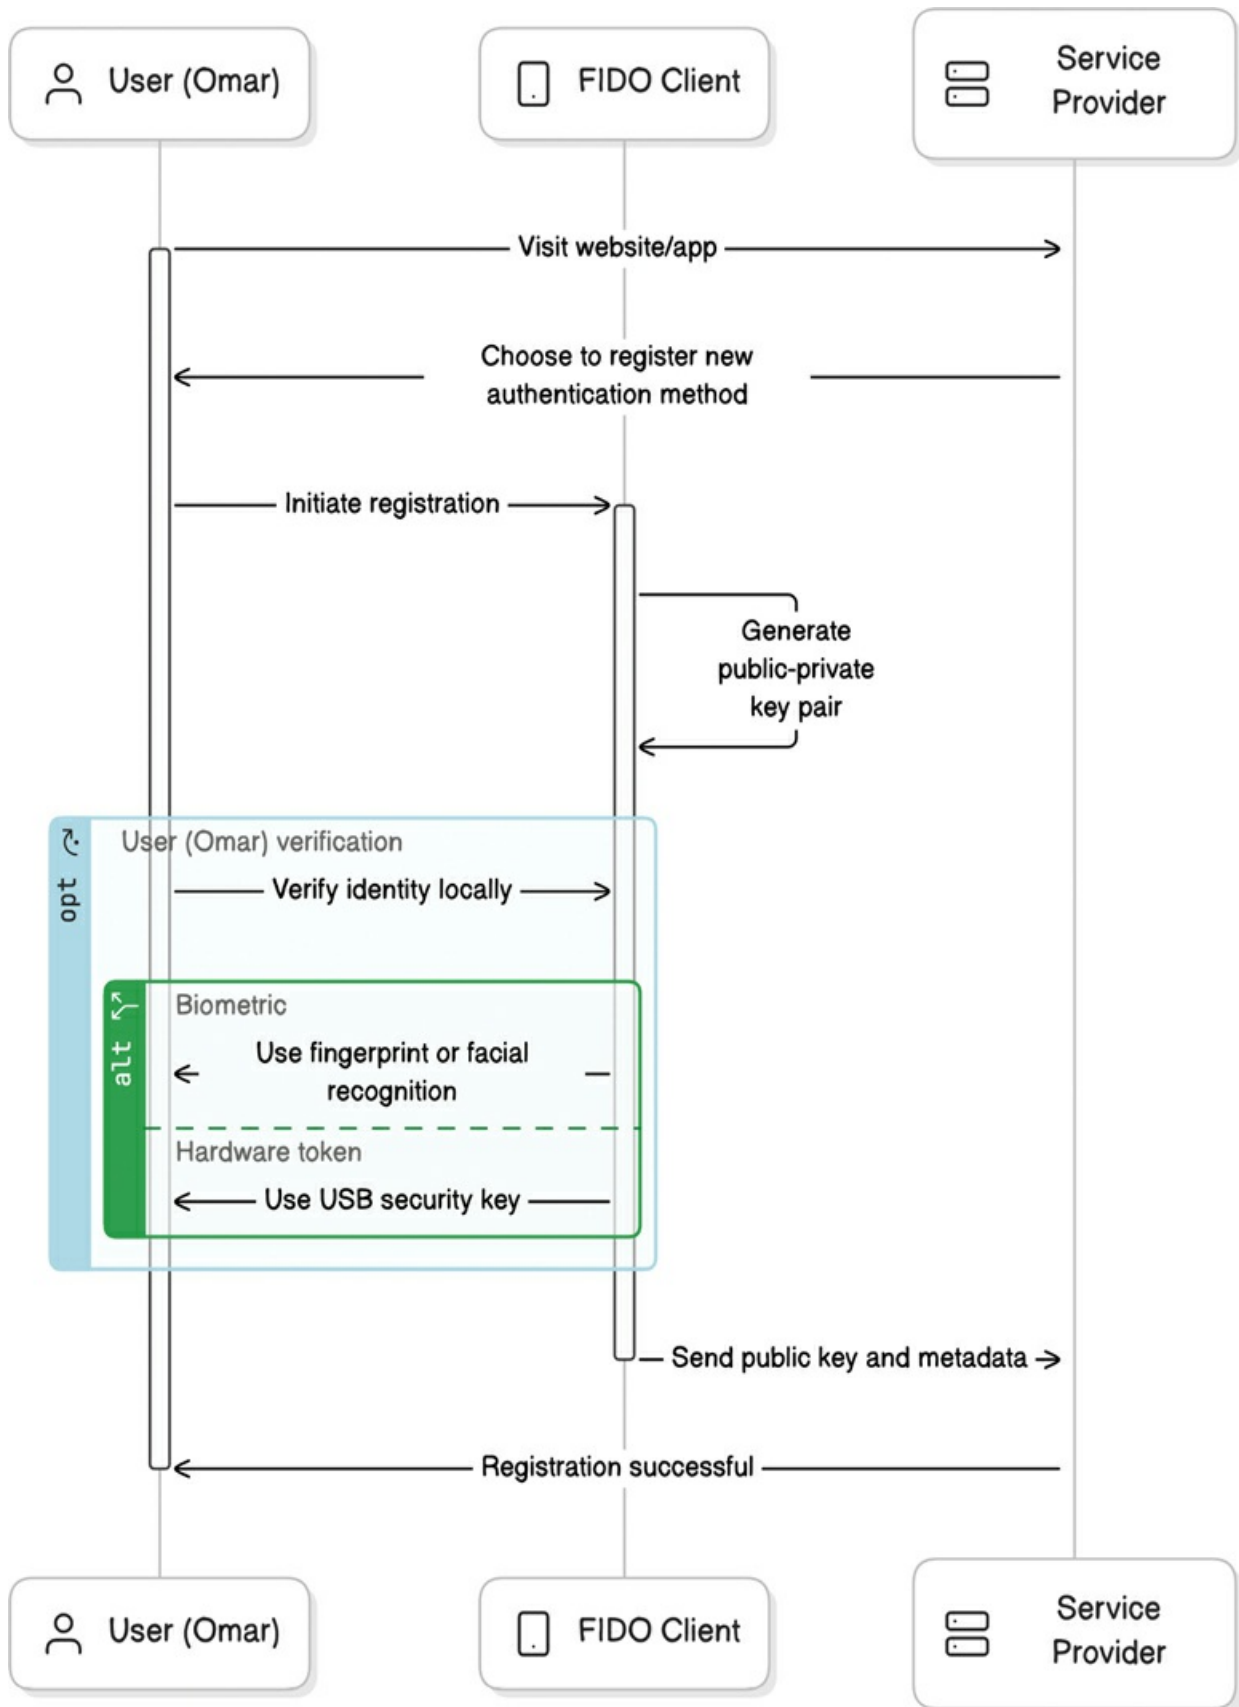 User (Omar)
FIDO Client
Service
Provider
Visit website/app
Choose to register new
authentication method
Initiate registration
Generate
public-private
key pair
opt
User (Omar) verification
Verify identity locally
alt
Biometric
Use fingerprint or facial
recognition
Hardware token
Use USB security key
Send public key and metadata
Registration successful
User (Omar)
FIDO Client
Service
Provider